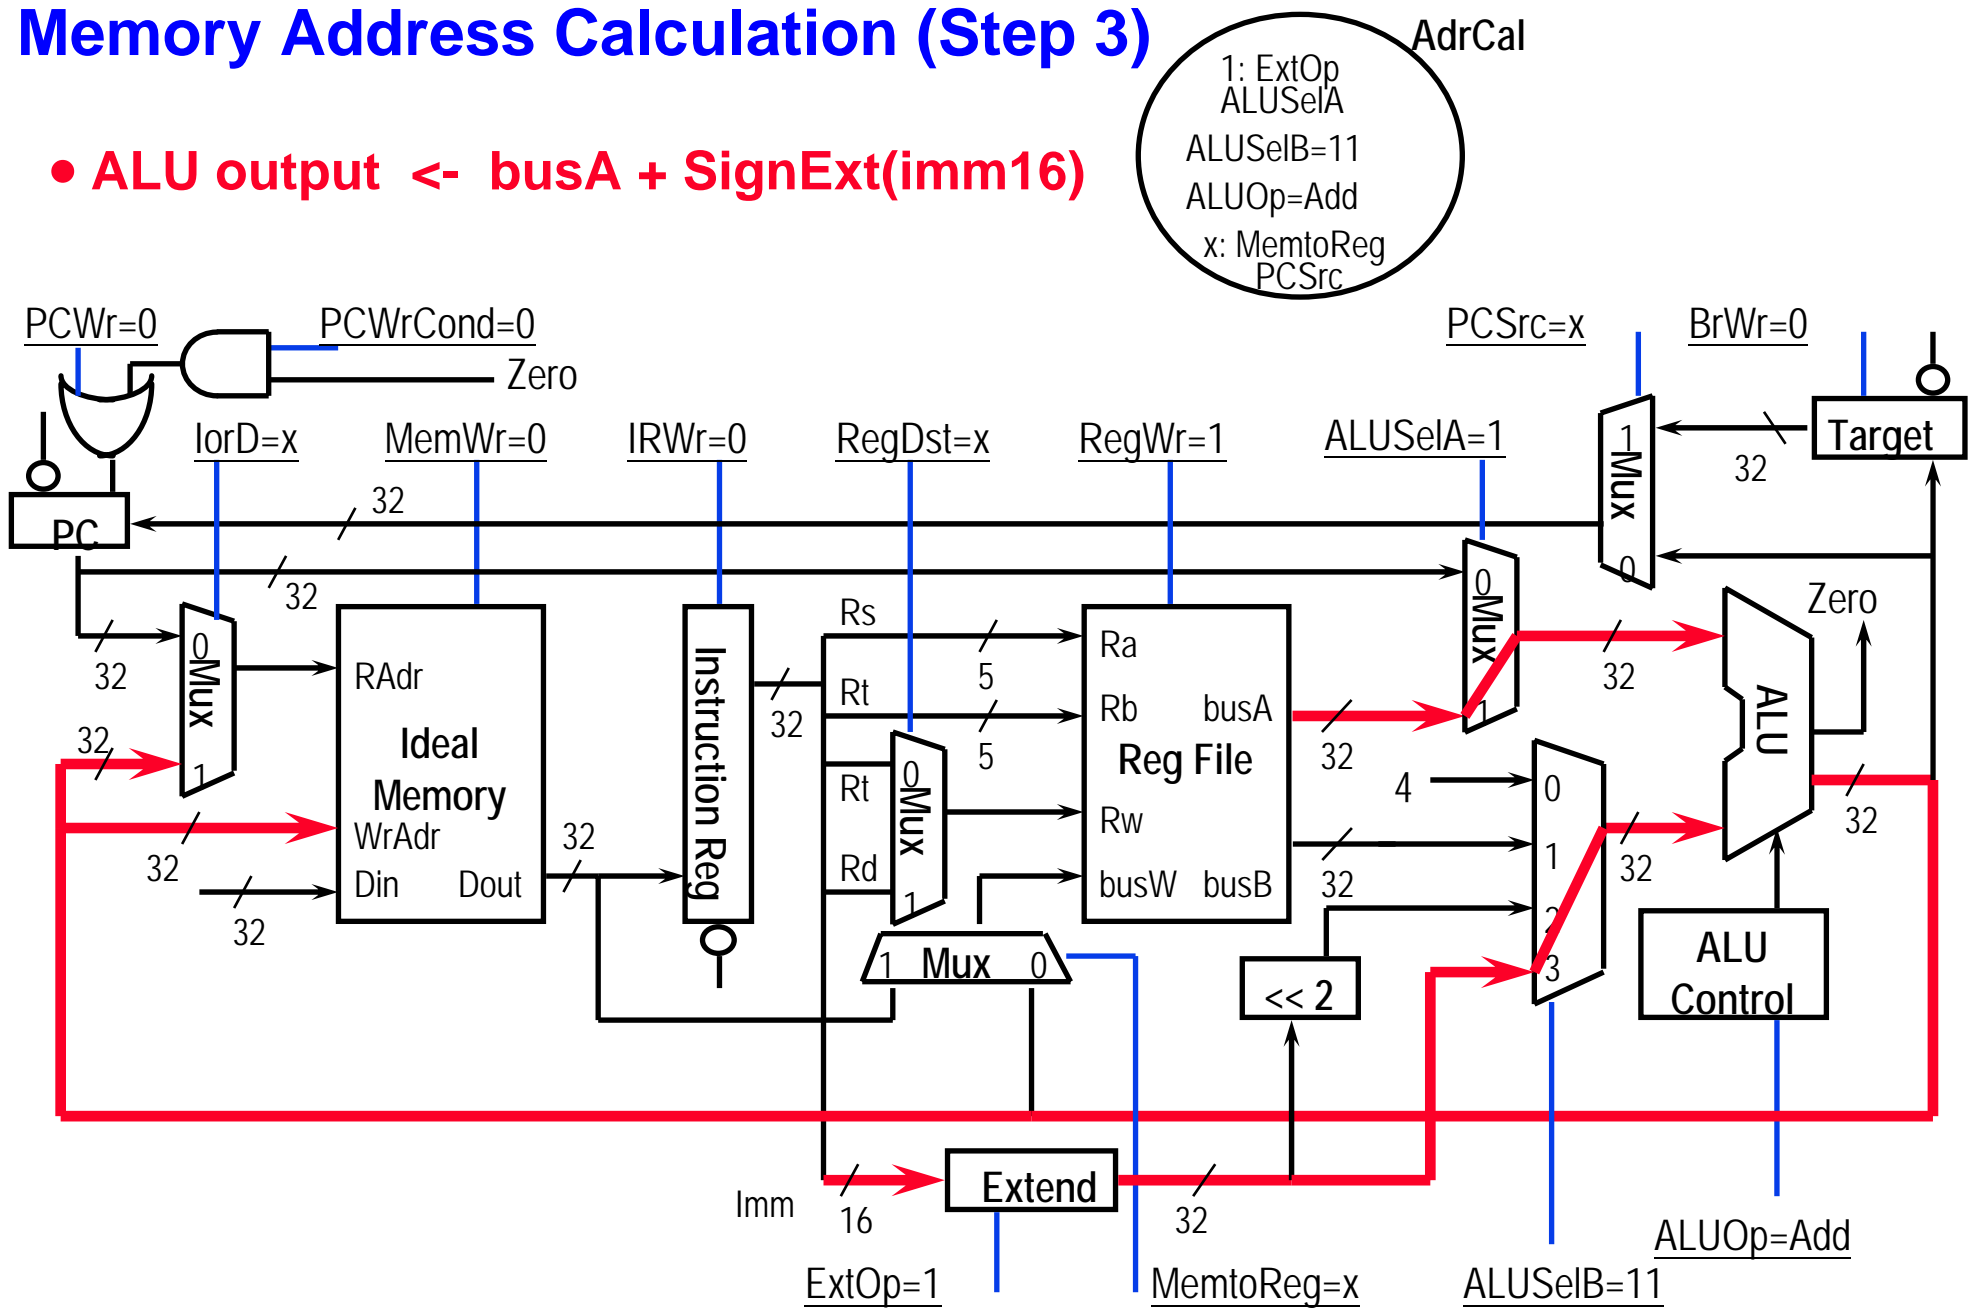 Memory Address Calculation (Step 3)
AdrCal
1: ExtOp
ALUSelA
ALUSelB=11
ALUOp=Add
x: MemtoReg
PCSrc
• ALU output <- busA + SignExt(imm16)
PCWr=0
PCWrCond=0
Zero
PCSrc=x
BrWr=0
IorD=x
MemWr=0
IRWr=0
RegDst=x
RegWr=1
ALUSelA=1
1
Mux
0
32
Target
PC
32
32
32
0
Mux
1
32
32
32
RAdr
Ideal
Memory
WrAdr
Din
Dout
32
Instruction Reg
32
Rs
Rt
5
5
Rt
Rd
0
Mux
1
Ra
Rb
busA
Reg File
Rw
busW
busB
32
32
0
Mux
1
32
Zero
ALU
32
4
0
1
2
3
32
1
Mux
0
<< 2
ALU
Control
Imm
16
Extend
32
ExtOp=1
MemtoReg=x
ALUSelB=11
ALUOp=Add